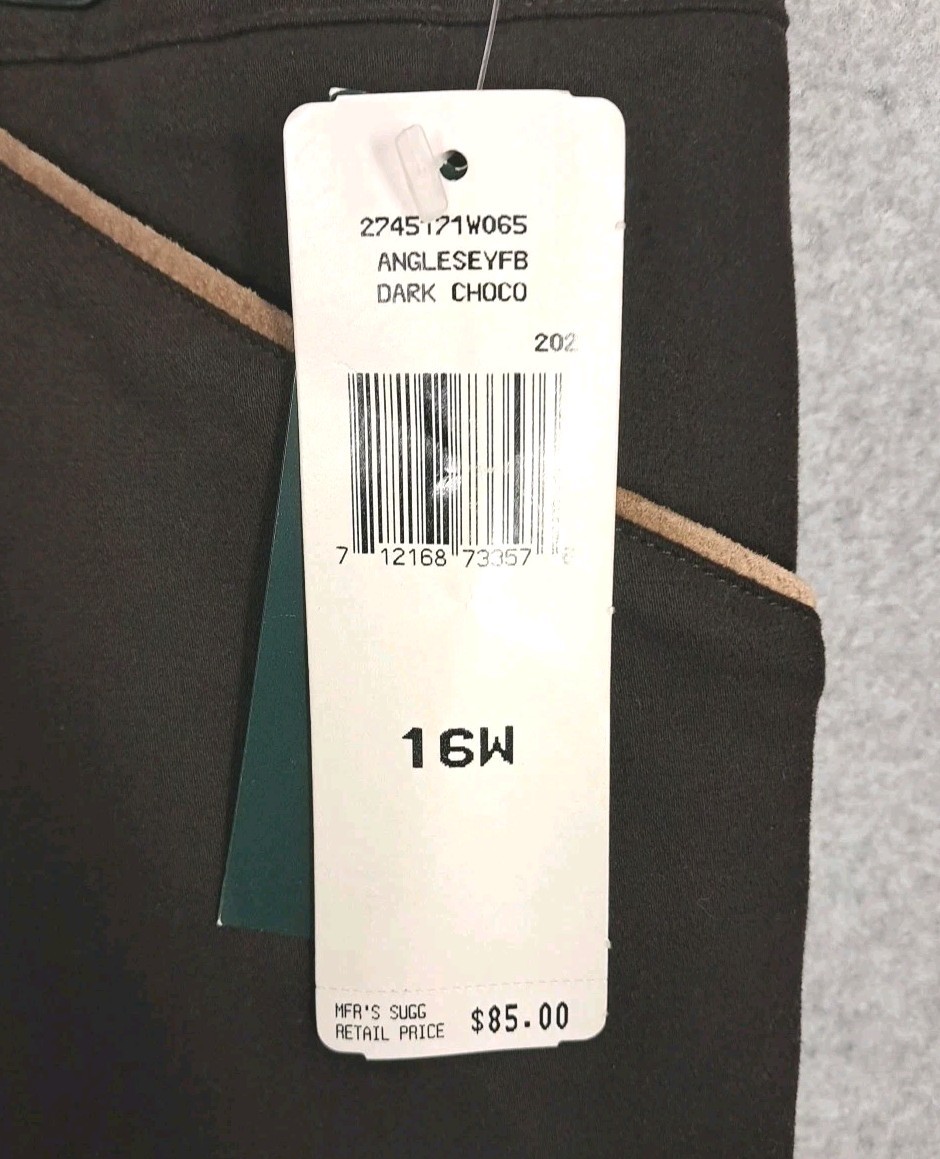 2745171W065
ANGLESEYFB
DARK CHOCO
202
7 12168 73357
16W
MFR'S SUGG
RETAIL PRICE $85.00